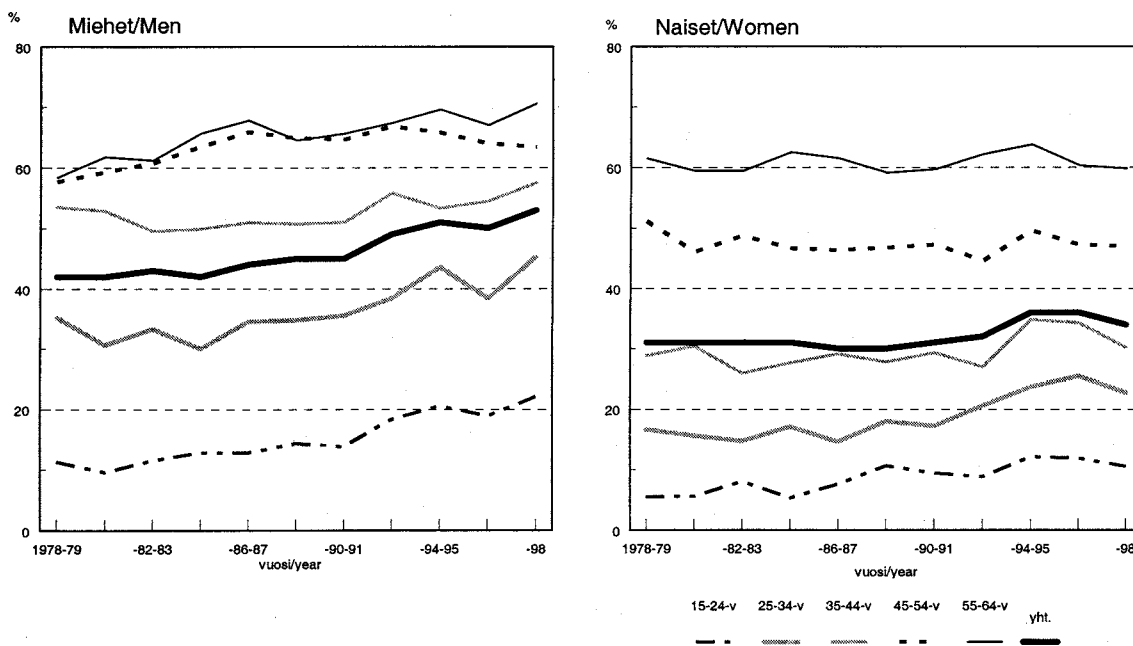 % Miehet/Men
80
60
40
20
0
1978-79 -82-83 -86-87 -90-91 -94-95 -98
vuosi/year
% Naiset/Women
80
60
40
20
0
1978-79 -82-83 -86-87 -90-91 -94-95 -98
vuosi/year
15-24-v 25-34-v 35-44-v 45-54-v 55-64-v yht.